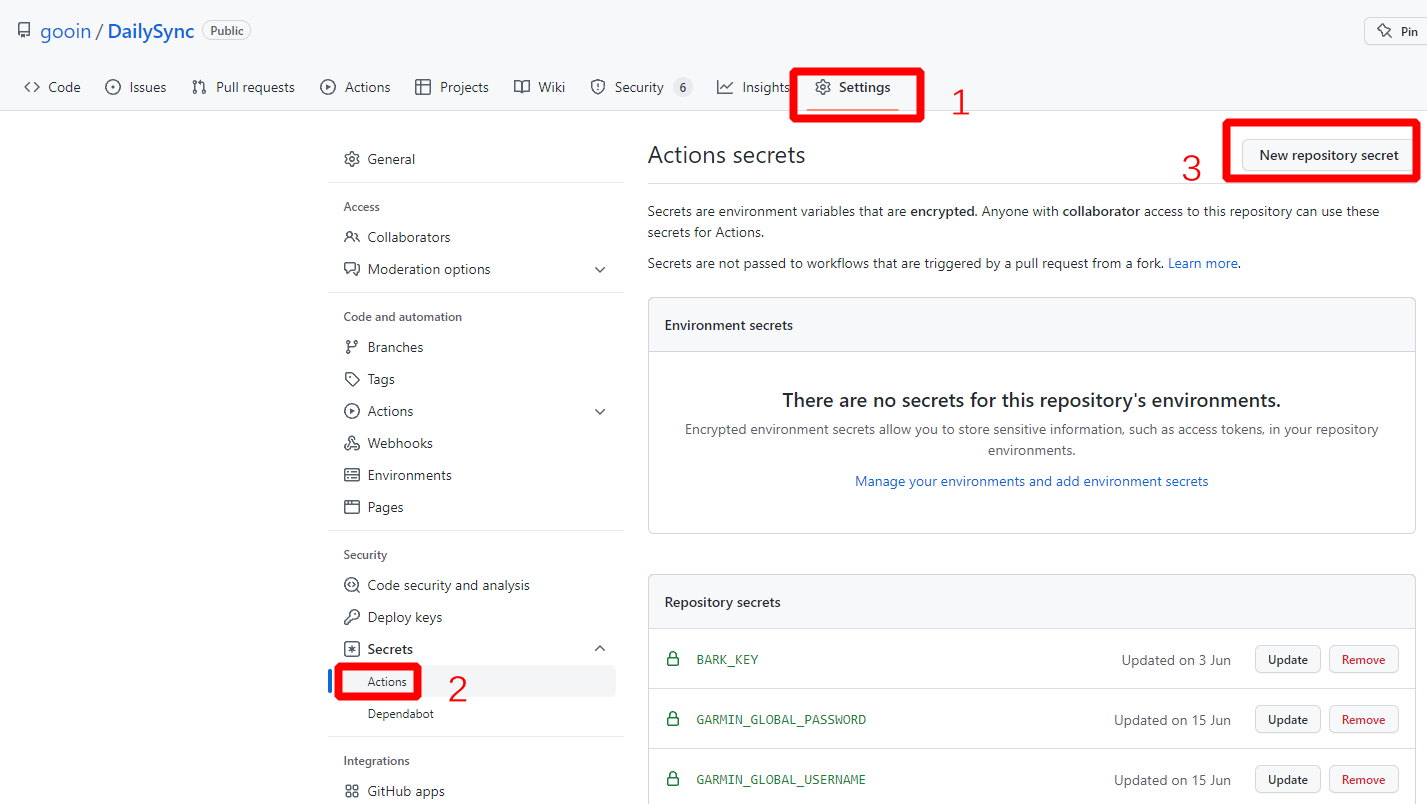 gooin / DailySync Public
Pin
Code Issues Pull requests Actions Projects Wiki Security 6 Insights Settings
1
General
Access
Collaborators
Moderation options
Code and automation
Branches
Tags
Actions
Webhooks
Environments
Pages
Security
Code security and analysis
Deploy keys
Secrets
Actions
2
Dependabot
Integrations
GitHub apps
Actions secrets
3
New repository secret
Secrets are environment variables that are encrypted. Anyone with collaborator access to this repository can use these
secrets for Actions.
Secrets are not passed to workflows that are triggered by a pull request from a fork. Learn more.
Environment secrets
There are no secrets for this repository's environments.
Encrypted environment secrets allow you to store sensitive information, such as access tokens, in your repository
environments.
Manage your environments and add environment secrets
Repository secrets
BARK_KEY Updated on 3 Jun Update Remove
GARMIN_GLOBAL_PASSWORD Updated on 15 Jun Update Remove
GARMIN_GLOBAL_USERNAME Updated on 15 Jun Update Remove